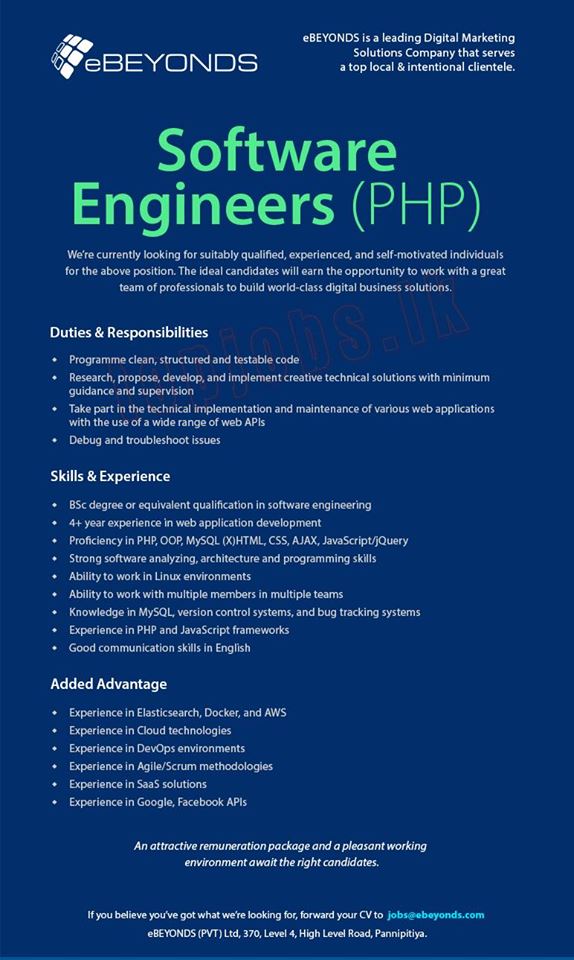 eBEYONDS
eBEYONDS is a leading Digital Marketing
Solutions Company that serves
a top local & intentional clientele.
Software
Engineers (PHP)
We're currently looking for suitably qualified, experienced, and self-motivated individuals
for the above position. The ideal candidates will earn the opportunity to work with a great
team of professionals to build world-class digital business solutions.
Duties & Responsibilities
Programme clean, structured and testable code
Research, propose, develop, and implement creative technical solutions with minimum
guidance and supervision
Take part in the technical implementation and maintenance of various web applications
with the use of a wide range of web APIs
Debug and troubleshoot issues
Skills & Experience
BSc degree or equivalent qualification in software engineering
4+ year experience in web application development
Proficiency in PHP, OOP, MySQL (X)HTML, CSS, AJAX, JavaScript/jQuery
Strong software analyzing, architecture and programming skills
Ability to work in Linux environments
Ability to work with multiple members in multiple teams
Knowledge in MySQL, version control systems, and bug tracking systems
Experience in PHP and JavaScript frameworks
Good communication skills in English
Added Advantage
Experience in Elasticsearch, Docker, and AWS
Experience in Cloud technologies
Experience in DevOps environments
Experience in Agile/Scrum methodologies
Experience in SaaS solutions
Experience in Google, Facebook APIs
An attractive remuneration package and a pleasant working
environment await the right candidates.
If you believe you've got what we're looking for, forward your CV to jobs@ebeyonds.com
eBEYONDS (PVT) Ltd, 370, Level 4, High Level Road, Pannipitiya.